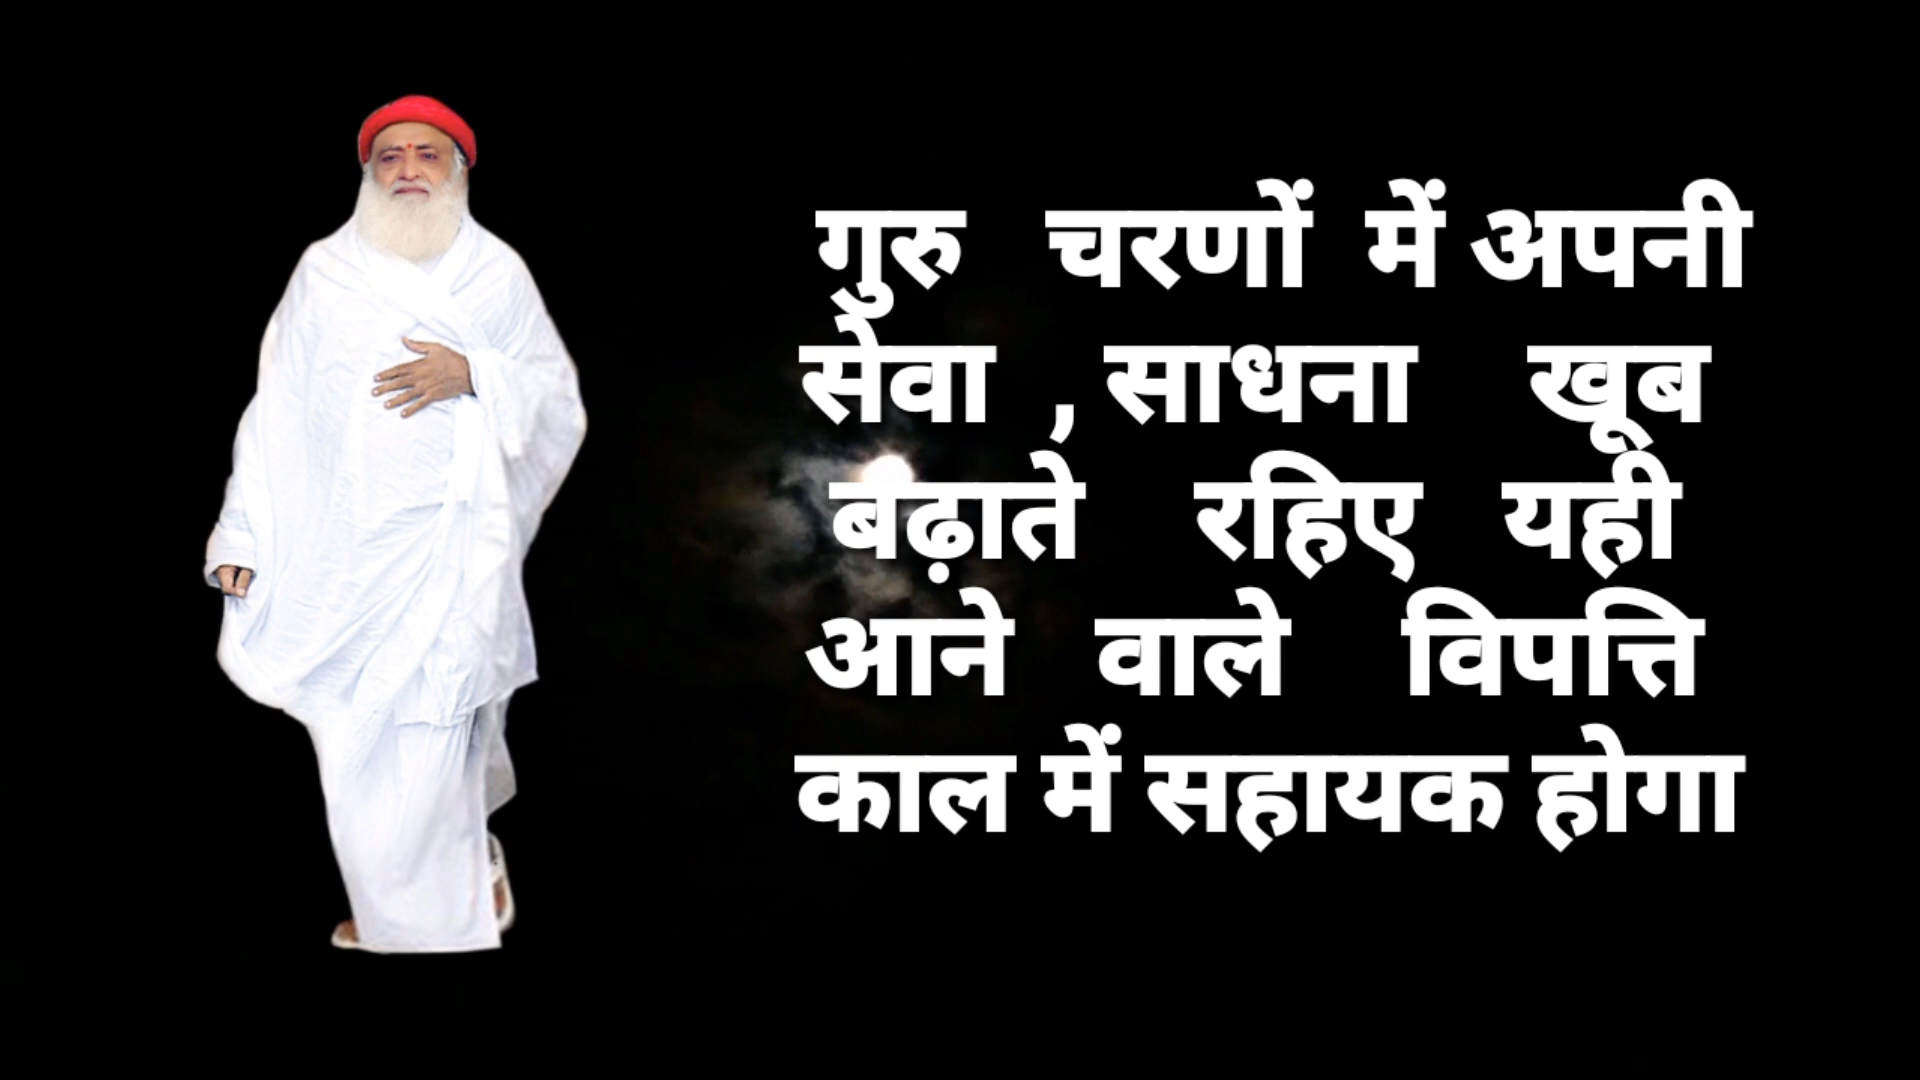 गुरु चरणों में अपनी
सेवा , साधना खूब
बढ़ाते रहिए यही
आने वाले विपत्ति
काल में सहायक होगा